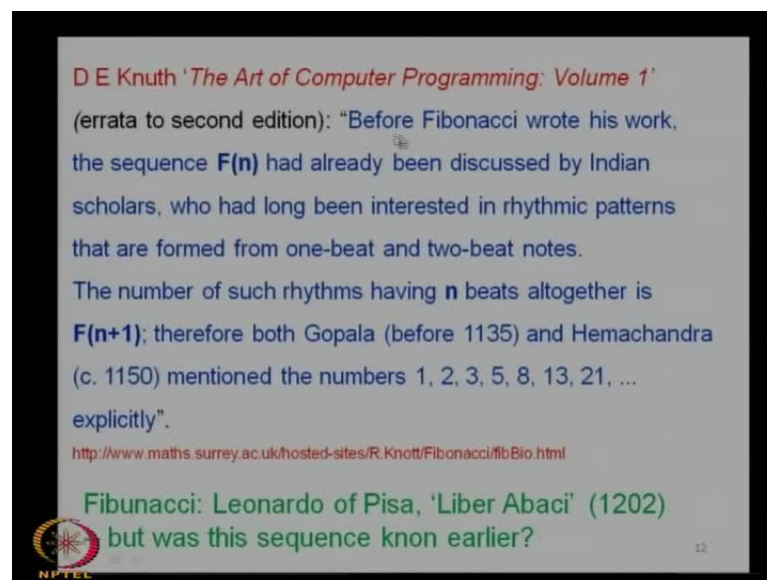 D E Knuth ‘The Art of Computer Programming: Volume 1’
(errata to second edition): “Before Fibonacci wrote his work,
the sequence F(n) had already been discussed by Indian
scholars, who had long been interested in rhythmic patterns
that are formed from one-beat and two-beat notes.
The number of such rhythms having n beats altogether is
F(n+1); therefore both Gopala (before 1135) and Hemachandra
(c. 1150) mentioned the numbers 1, 2, 3, 5, 8, 13, 21, ...
explicitly”.
http://www.maths.surrey.ac.uk/hosted-sites/R.Knott/Fibonacci/fibBio.html
Fibunacci: Leonardo of Pisa, ‘Liber Abaci’ (1202)
– but was this sequence knon earlier?
12
NPTEL